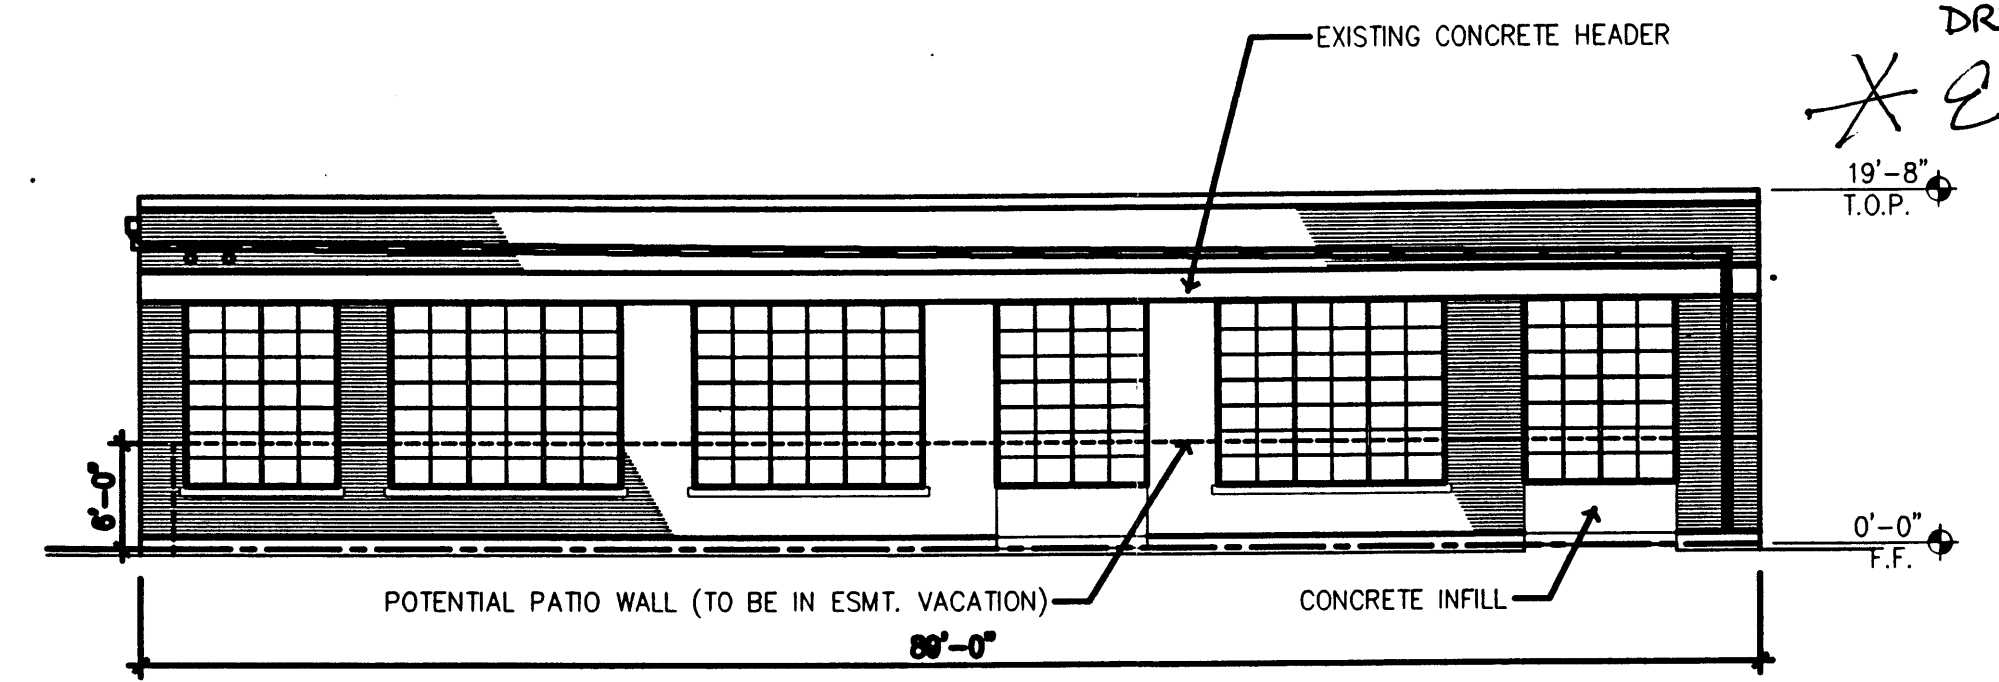 DR
EXISTING CONCRETE HEADER
19'-8"
T.O.P.
6'-0"
0'-0"
F.F.
POTENTIAL PATIO WALL (TO BE IN ESMT. VACATION)
CONCRETE INFILL
89'-0"